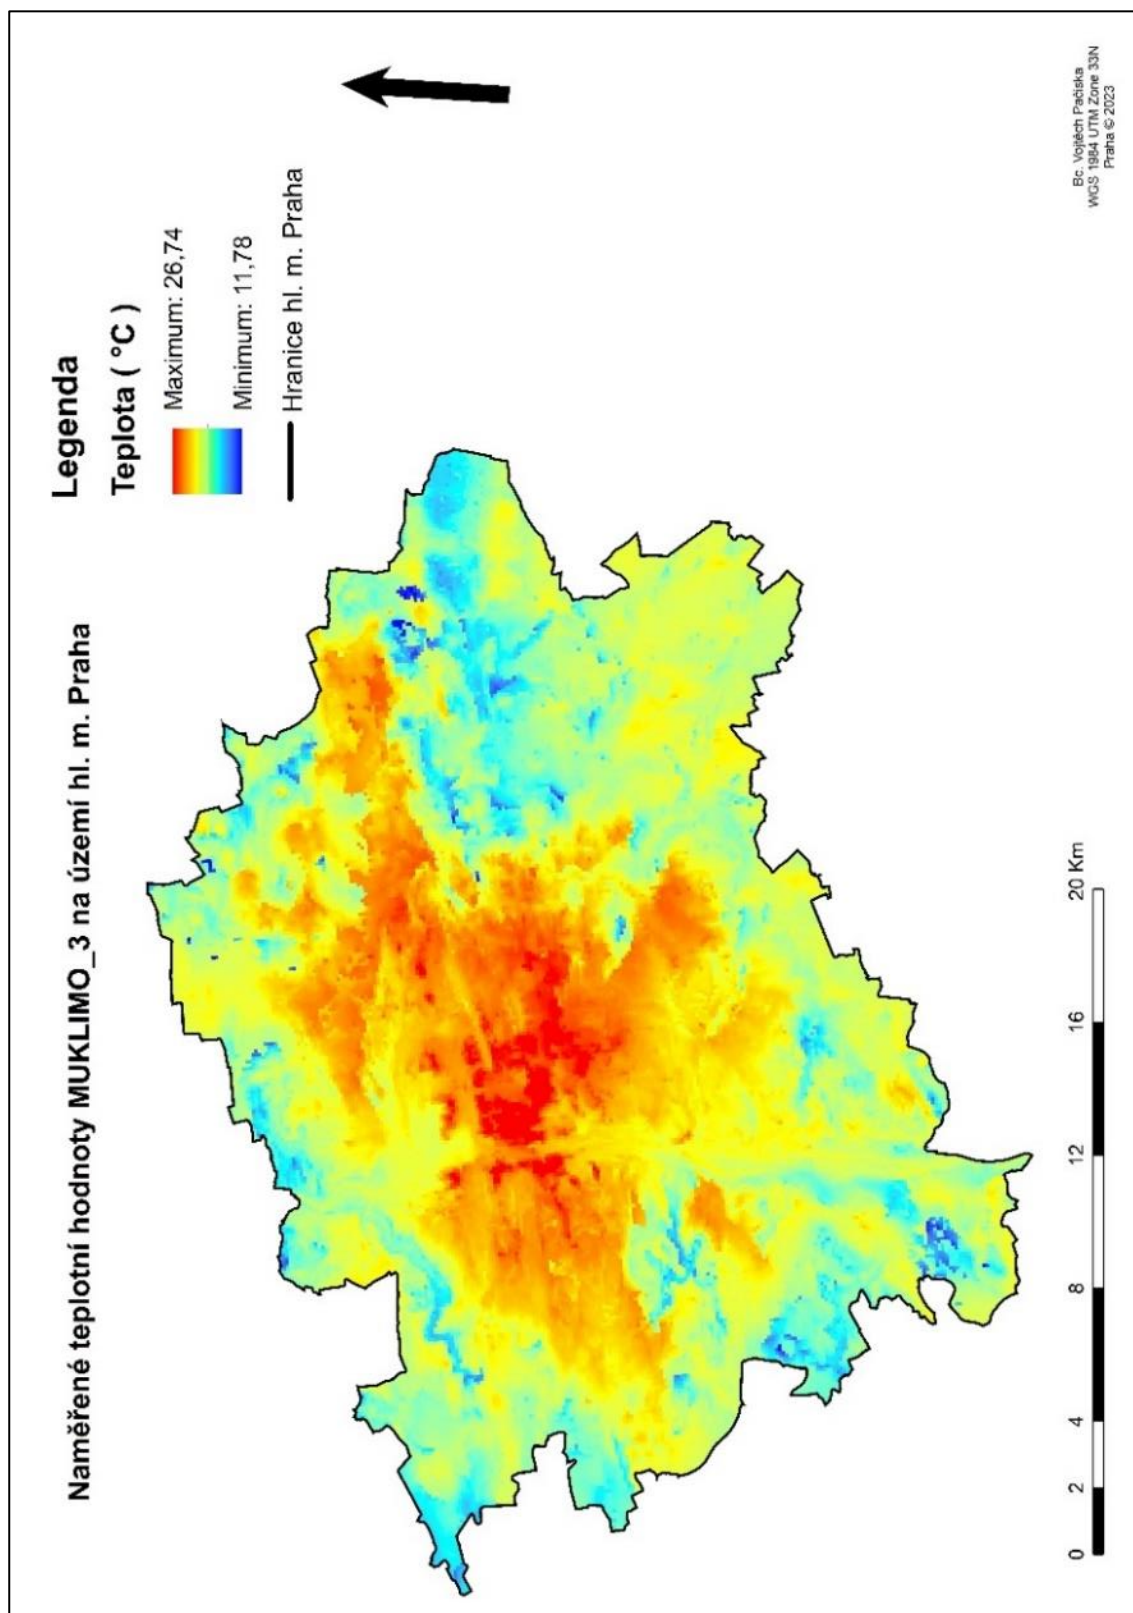 Naměřené teplotní hodnoty MUKLIMO_3 na území hl. m. Praha
Legenda
Teplota ( °C )
Maximum: 26,74
Minimum: 11,78
Hranice hl. m. Praha
0 2 4 8 12 16 20 Km
Bc. Vojtěch Pačiska
WGS 1984 UTM Zone 33N
Praha © 2023